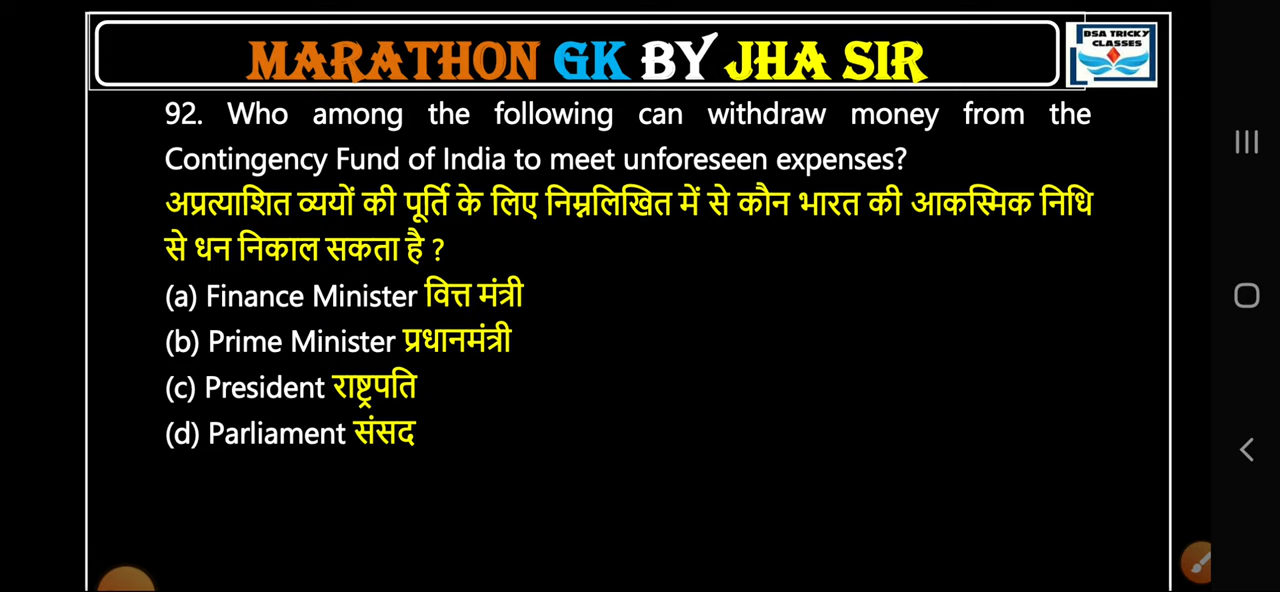 MARATHON GK BY JHA SIR
DSA TRICKY
CLASSES
92. Who among the following can withdraw money from the
Contingency Fund of India to meet unforeseen expenses?
अप्रत्याशित व्ययों की पूर्ति के लिए निम्नलिखित में से कौन भारत की आकस्मिक निधि
से धन निकाल सकता है ?
(a) Finance Minister वित्त मंत्री
(b) Prime Minister प्रधानमंत्री
(c) President राष्ट्रपति
(d) Parliament संसद